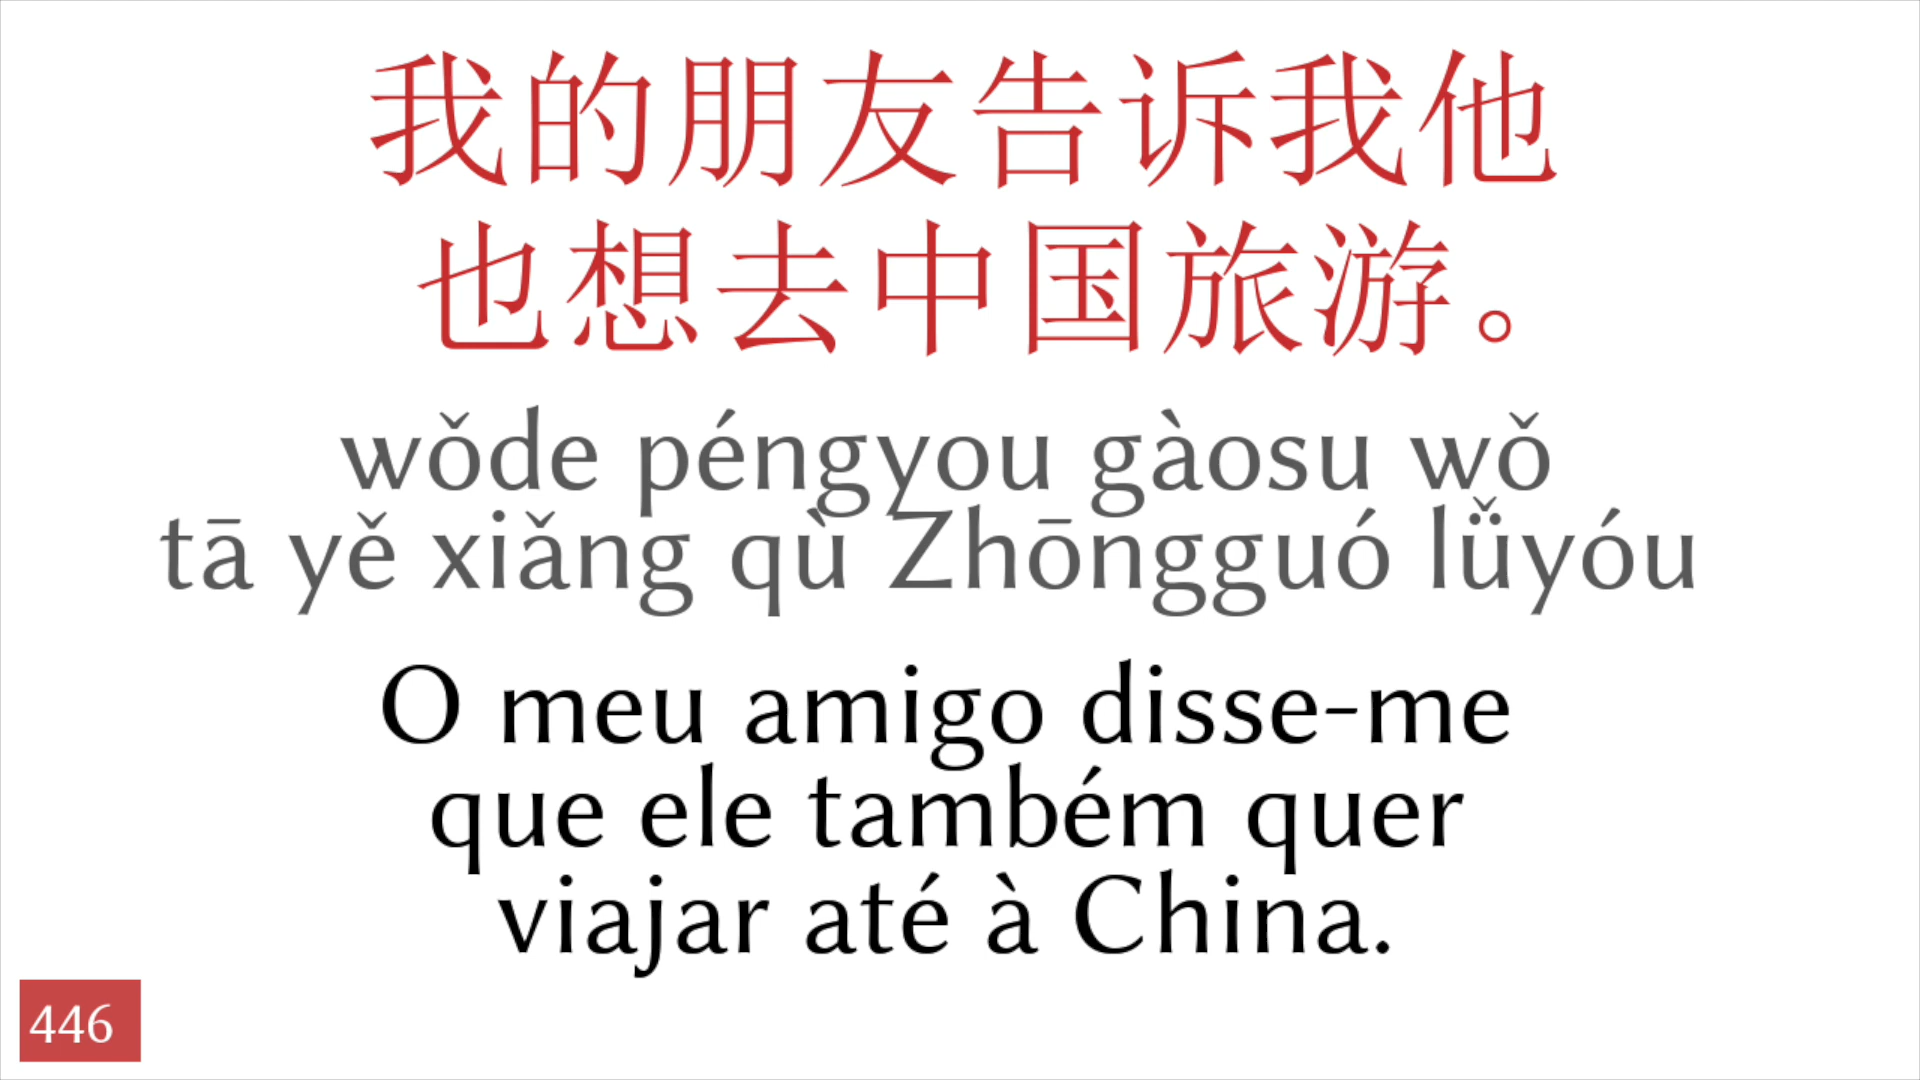 我的朋友告诉我他
也想去中国旅游。
wǒde péngyou gàosu wǒ
tā yě xiǎng qù Zhōngguó lǚyóu
O meu amigo disse-me
que ele também quer
viajar até à China.
446